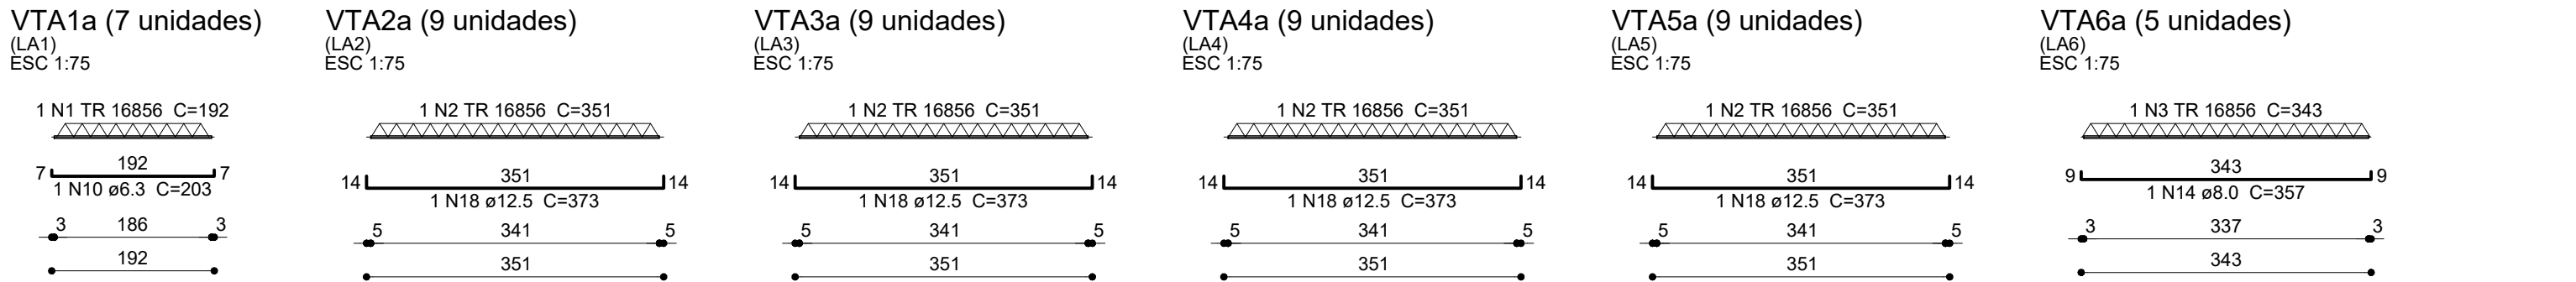 VTA1a (7 unidades)
(LA1)
ESC 1:75
1 N1 TR 16856 C=192
192
7 7
1 N10 ø6.3 C=203
3 186 3
192
VTA2a (9 unidades)
(LA2)
ESC 1:75
1 N2 TR 16856 C=351
351
14 14
1 N18 ø12.5 C=373
5 341 5
351
VTA3a (9 unidades)
(LA3)
ESC 1:75
1 N2 TR 16856 C=351
351
14 14
1 N18 ø12.5 C=373
5 341 5
351
VTA4a (9 unidades)
(LA4)
ESC 1:75
1 N2 TR 16856 C=351
351
14 14
1 N18 ø12.5 C=373
5 341 5
351
VTA5a (9 unidades)
(LA5)
ESC 1:75
1 N2 TR 16856 C=351
351
14 14
1 N18 ø12.5 C=373
5 341 5
351
VTA6a (5 unidades)
(LA6)
ESC 1:75
1 N3 TR 16856 C=343
343
9 9
1 N14 ø8.0 C=357
3 337 3
343